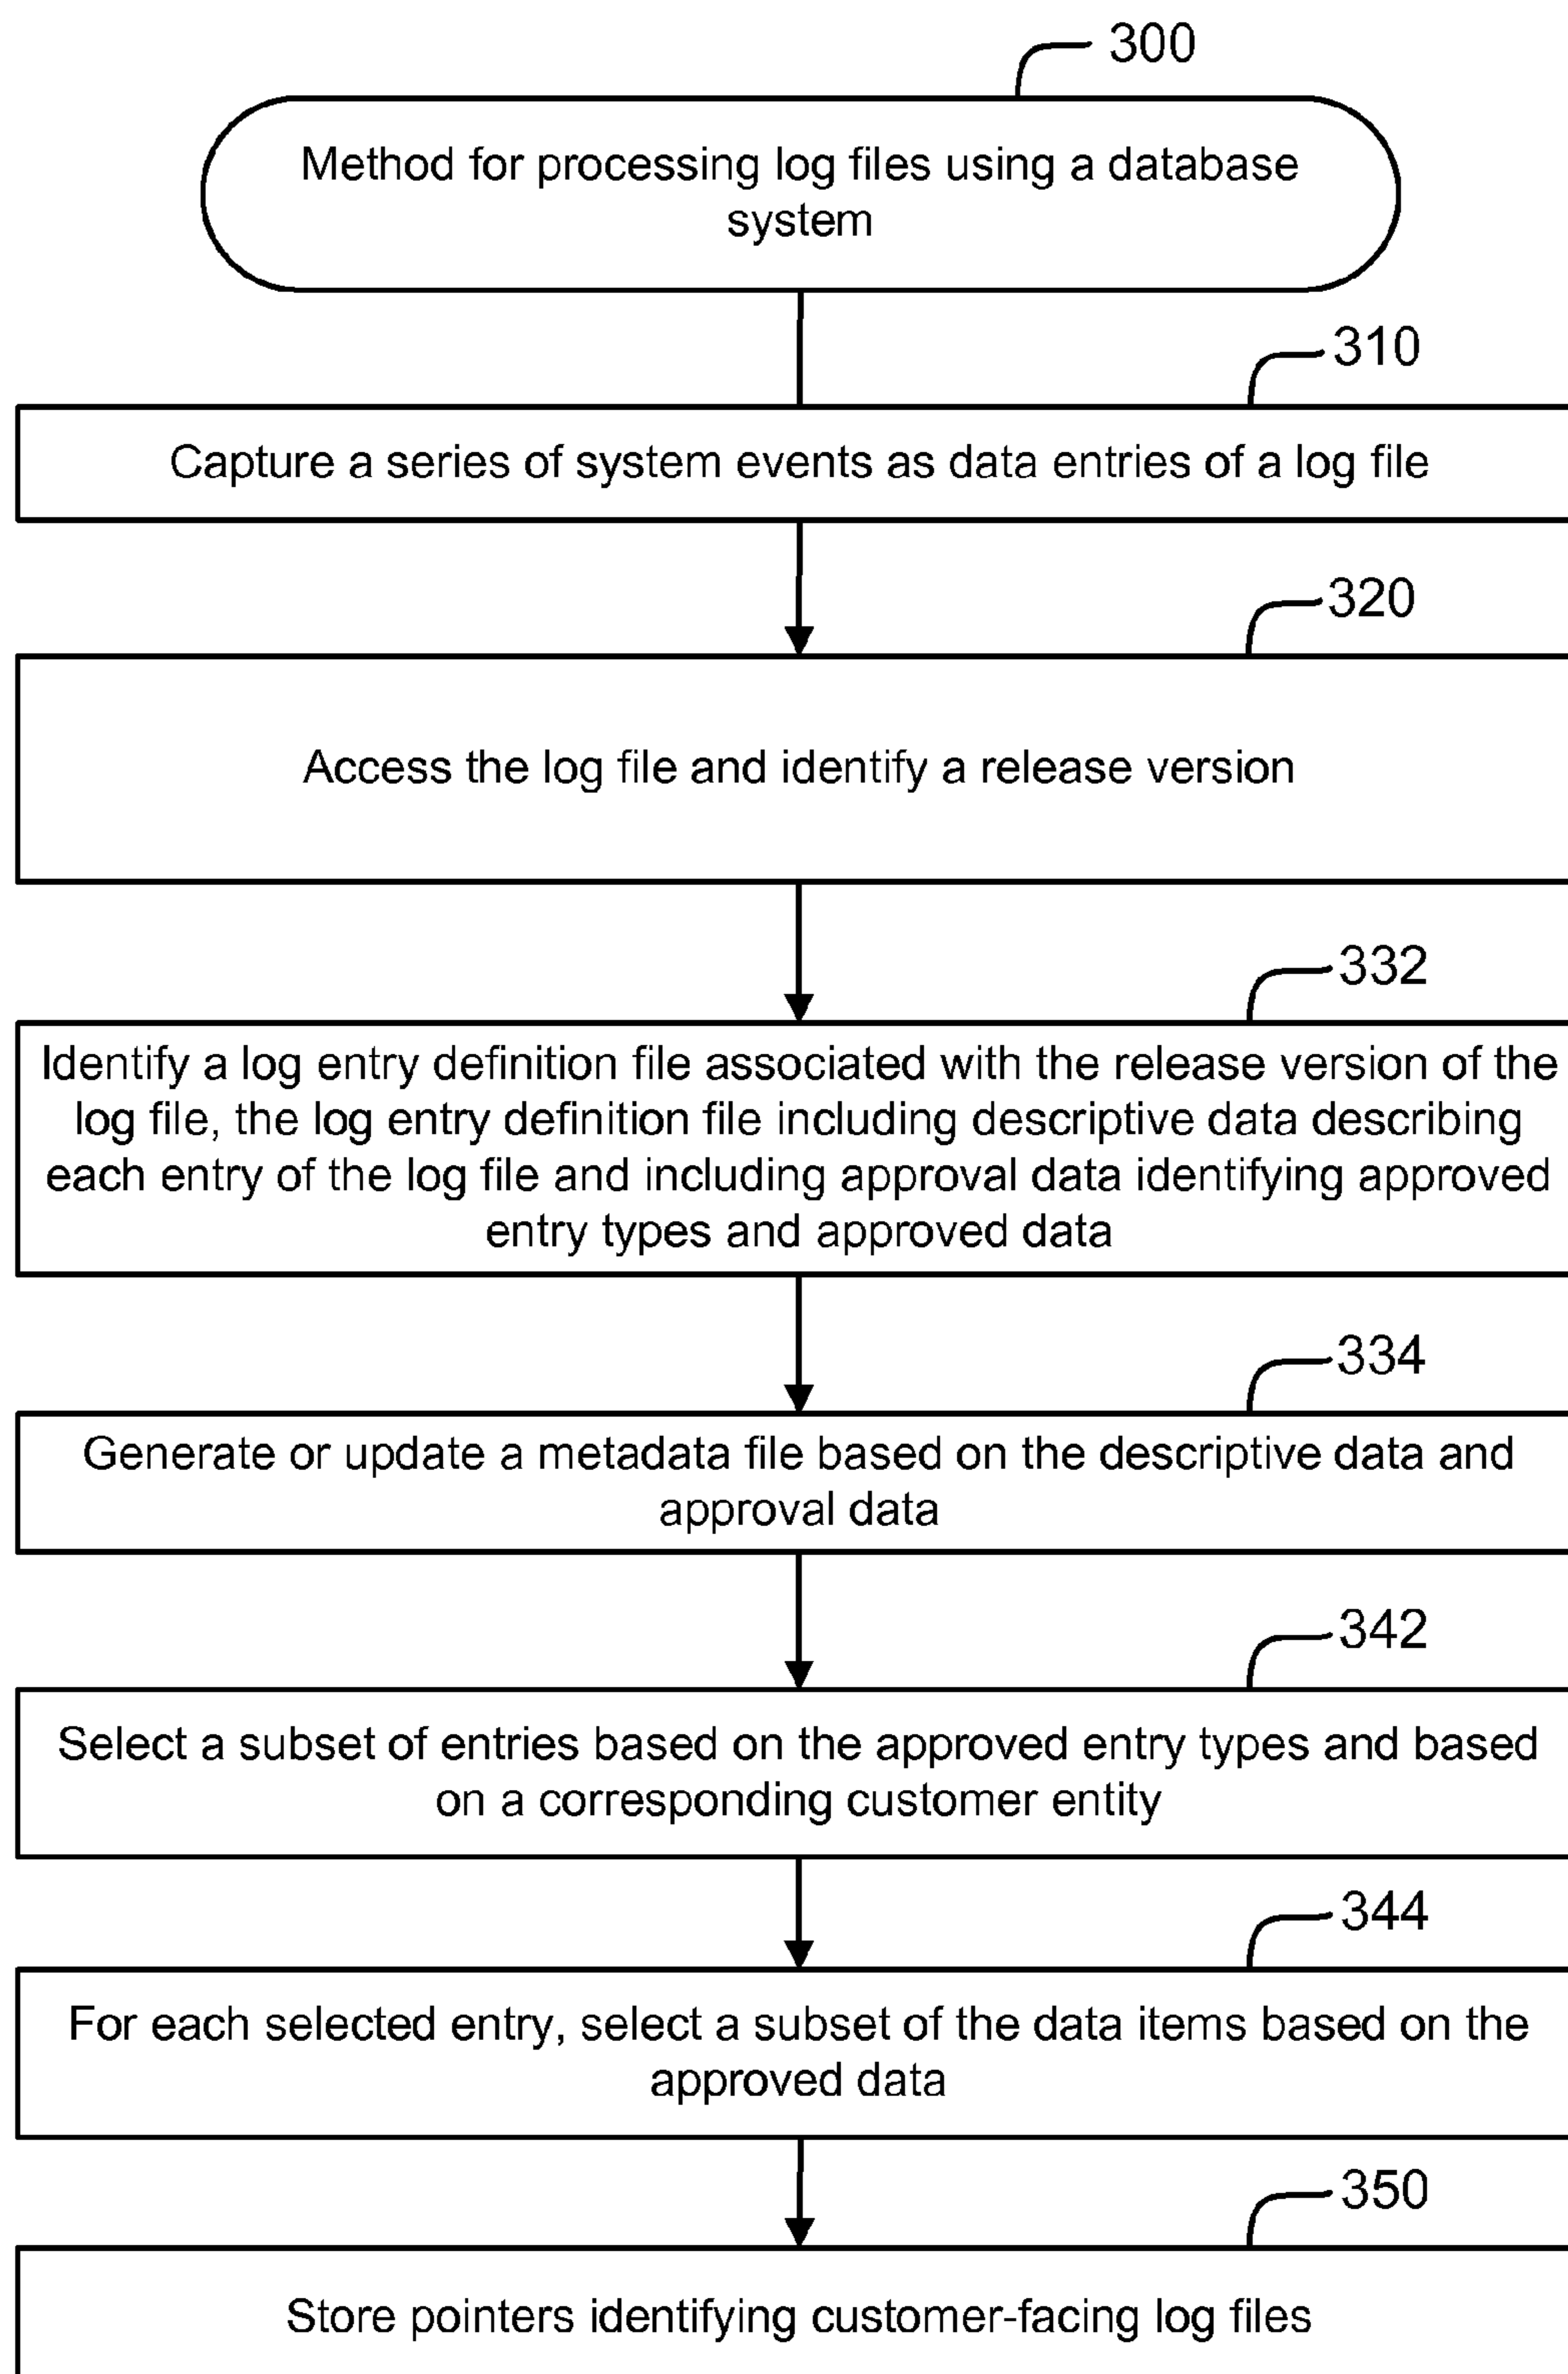 300
Method for processing log files using a database
system
310
Capture a series of system events as data entries of a log file
320
Access the log file and identify a release version
332
Identify a log entry definition file associated with the release version of the
log file, the log entry definition file including descriptive data describing
each entry of the log file and including approval data identifying approved
entry types and approved data
334
Generate or update a metadata file based on the descriptive data and
approval data
342
Select a subset of entries based on the approved entry types and based
on a corresponding customer entity
344
For each selected entry, select a subset of the data items based on the
approved data
350
Store pointers identifying customer-facing log files